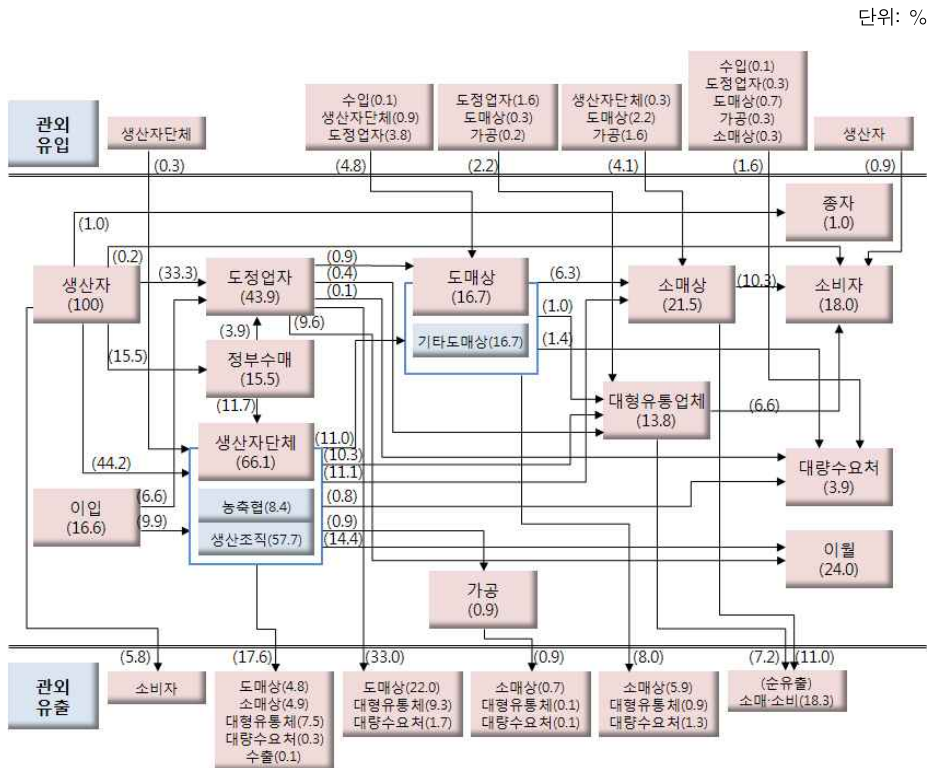 단위: %
관외
유입
생산자단체
수입(0.1)
생산자단체(0.9)
도정업자(3.8)
도정업자(1.6)
도매상(0.3)
가공(0.2)
생산자단체(0.3)
도매상(2.2)
가공(1.6)
수입(0.1)
도정업자(0.3)
도매상(0.7)
가공(0.3)
소매상(0.3)
생산자
(0.3)
(4.8)
(2.2)
(4.1)
(1.6)
(0.9)
(1.0)
종자
(1.0)
(0.2)
생산자
(100)
(33.3)
도정업자
(43.9)
(0.9)
(0.4)
(0.1)
도매상
(16.7)
(6.3)
소매상
(21.5)
(10.3)
소비자
(18.0)
(9.6)
(1.0)
(3.9)
기타도매상(16.7)
(1.4)
(15.5)
정부수매
(15.5)
(11.7)
대형유통업체
(13.8)
(6.6)
생산자단체
(66.1)
(11.0)
(10.3)
(11.1)
(44.2)
대량수요처
(3.9)
이입
(16.6)
(6.6)
(9.9)
농축협(8.4)
(0.8)
생산조직(57.7)
(0.9)
(14.4)
이월
(24.0)
가공
(0.9)
(5.8)
(17.6)
(33.0)
(0.9)
(8.0)
(7.2)
(11.0)
관외
유출
소비자
도매상(4.8)
소매상(4.9)
대형유통체(7.5)
대량수요처(0.3)
수출(0.1)
도매상(22.0)
대형유통체(9.3)
대량수요처(1.7)
소매상(0.7)
대형유통체(0.1)
대량수요처(0.1)
소매상(5.9)
대형유통체(0.9)
대량수요처(1.3)
(순유출)
소매·소비(18.3)